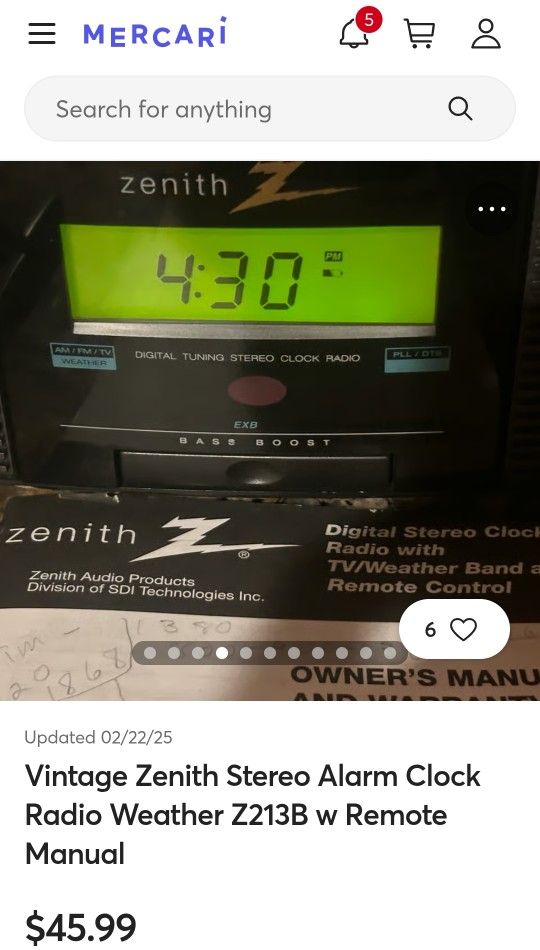 MERCARI
5
Search for anything
zenith
4:30 PM
AM / FM / TV
WEATHER
DIGITAL TUNING STEREO CLOCK RADIO
PLL / DTS
EXB
BASS BOOST
zenith
®
Zenith Audio Products
Division of SDI Technologies Inc.
Digital Stereo Clock
Radio with
TV/Weather Band a
Remote Control
6
OWNER'S MANU
AND WARRANTY
Updated 02/22/25
Vintage Zenith Stereo Alarm Clock
Radio Weather Z213B w Remote
Manual
$45.99